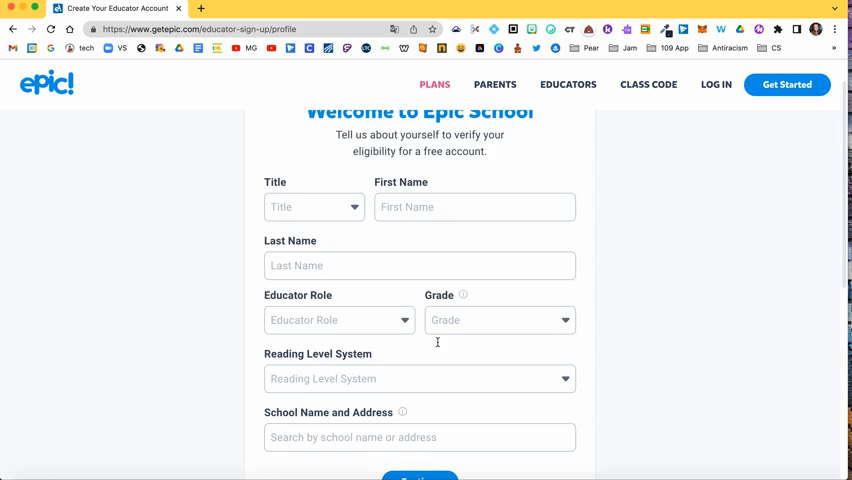 Create Your Educator Account
https://www.getepic.com/educator-sign-up/profile
tech
VS
MG
Pear
Jam
109 App
Antiracism
CS
epic!
PLANS
PARENTS
EDUCATORS
CLASS CODE
LOG IN
Get Started
Welcome to Epic School
Tell us about yourself to verify your
eligibility for a free account.
Title
First Name
Title
First Name
Last Name
Last Name
Educator Role
Grade
Educator Role
Grade
Reading Level System
Reading Level System
School Name and Address
Search by school name or address